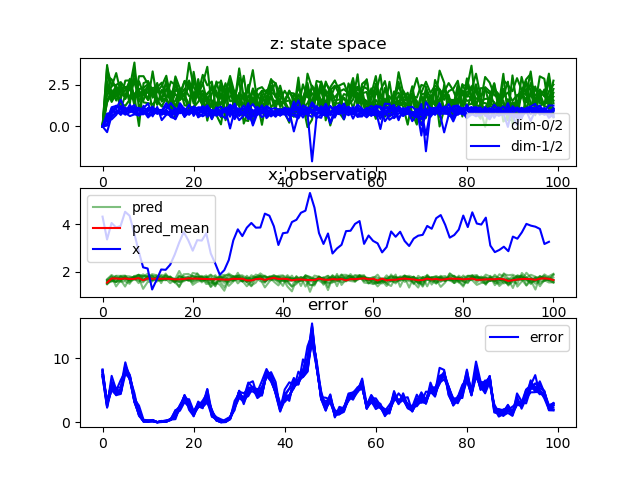 z: state space
2.5
0.0
dim-0/2
dim-1/2
0 20 40 60 80 100
x: observation
4
2
pred
pred_mean
x
0 20 40 60 80 100
error
10
0
error
0 20 40 60 80 100